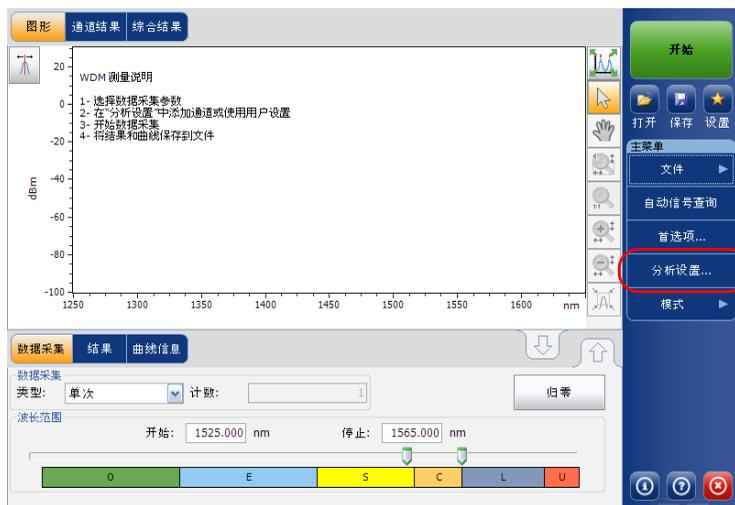 图形 通道结果 综合结果
WDM 测量说明
1- 选择数据采集参数
2- 在"分析设置"中添加通道或使用用户设置
3- 开始数据采集
4- 将结果和曲线保存到文件
dBm
20
0
-20
-40
-60
-80
-100
1250 1300 1350 1400 1450 1500 1550 1600 nm
1:1
数据采集 结果 曲线信息
数据采集
类型: 单次 计数: 1 归零
波长范围
开始: 1525.000 nm 停止: 1565.000 nm
O E S C L U
开始
打开 保存 设置
主菜单
文件
自动信号查询
首选项...
分析设置...
模式